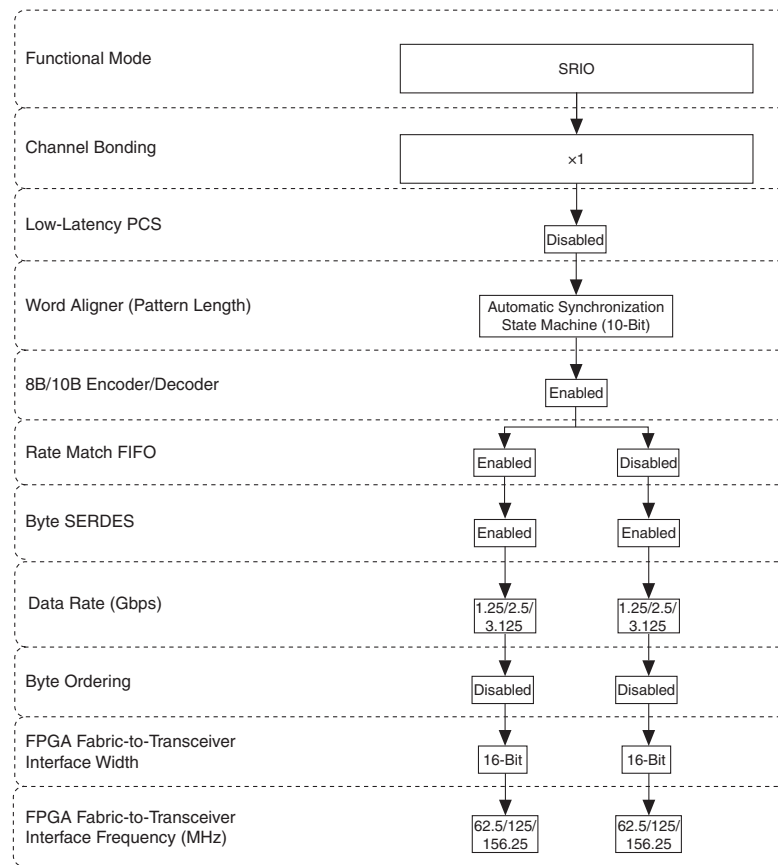 Functional Mode
SRIO
Channel Bonding
×1
Low-Latency PCS
Disabled
Word Aligner (Pattern Length)
Automatic Synchronization
State Machine (10-Bit)
8B/10B Encoder/Decoder
Enabled
Rate Match FIFO
Enabled
Disabled
Byte SERDES
Enabled
Enabled
Data Rate (Gbps)
1.25/2.5/
3.125
1.25/2.5/
3.125
Byte Ordering
Disabled
Disabled
FPGA Fabric-to-Transceiver
Interface Width
16-Bit
16-Bit
FPGA Fabric-to-Transceiver
Interface Frequency (MHz)
62.5/125/
156.25
62.5/125/
156.25